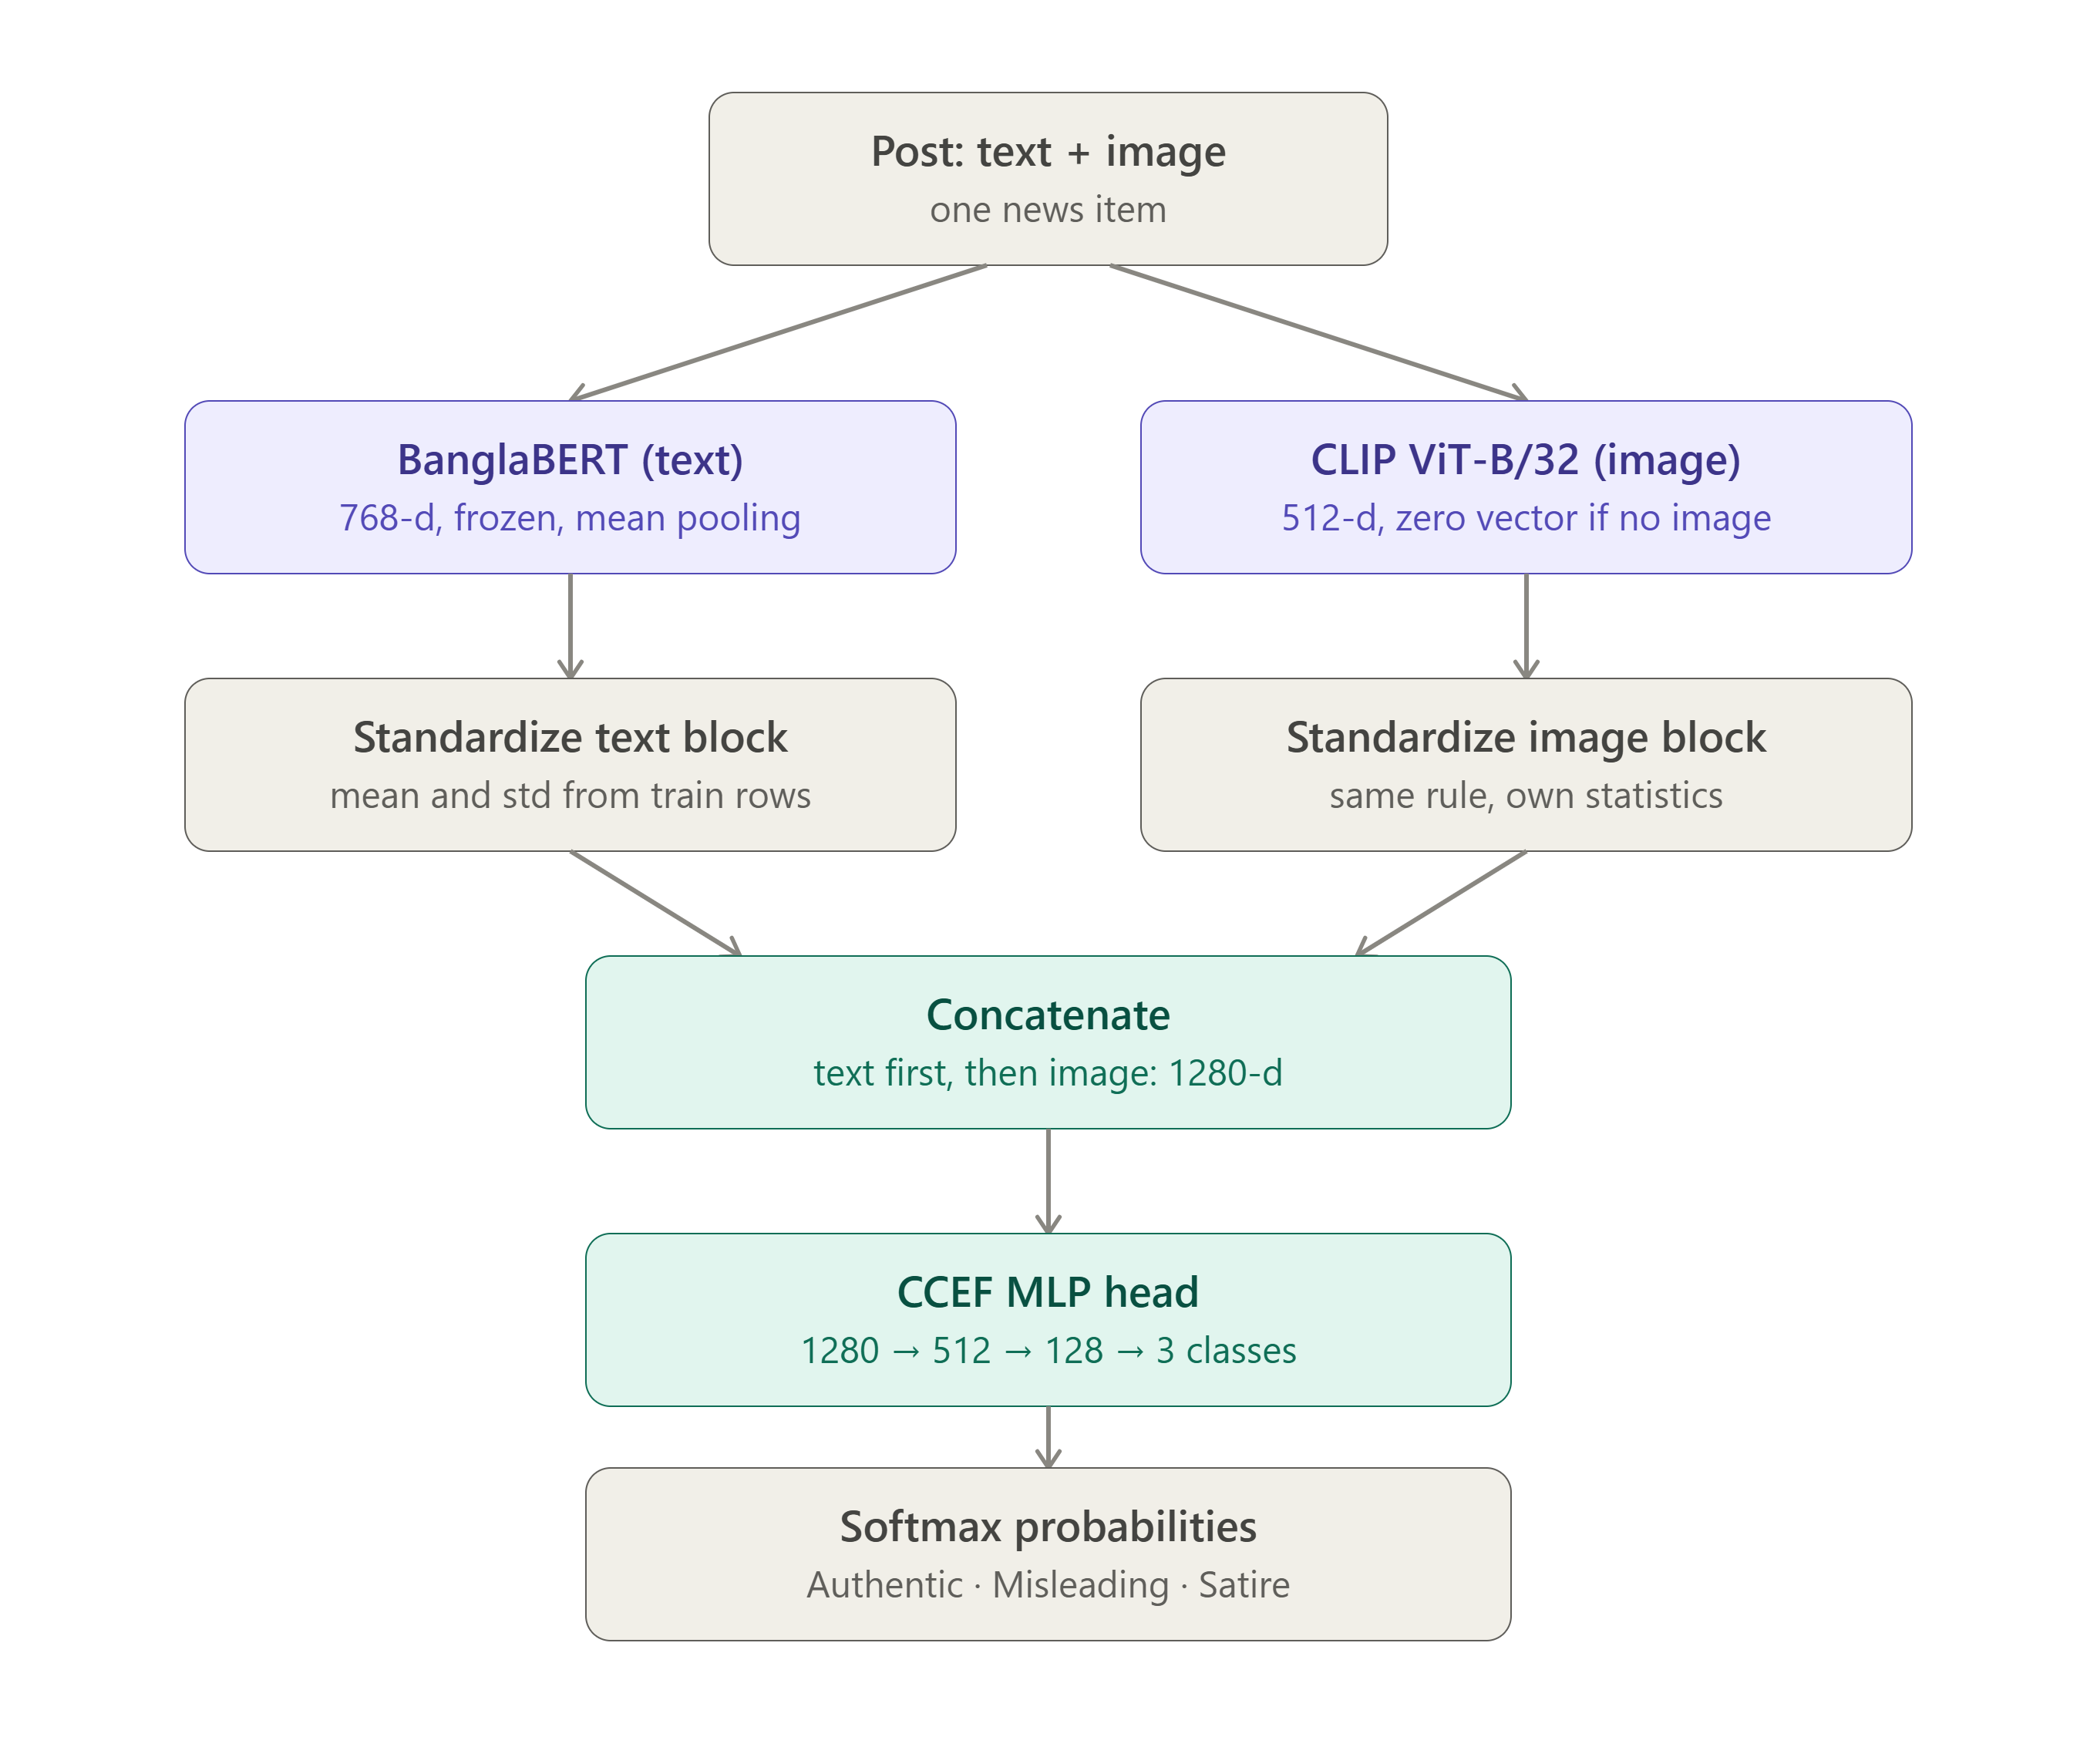 Post: text + image
one news item
BanglaBERT (text)
768-d, frozen, mean pooling
CLIP ViT-B/32 (image)
512-d, zero vector if no image
Standardize text block
mean and std from train rows
Standardize image block
same rule, own statistics
Concatenate
text first, then image: 1280-d
CCEF MLP head
1280 → 512 → 128 → 3 classes
Softmax probabilities
Authentic · Misleading · Satire